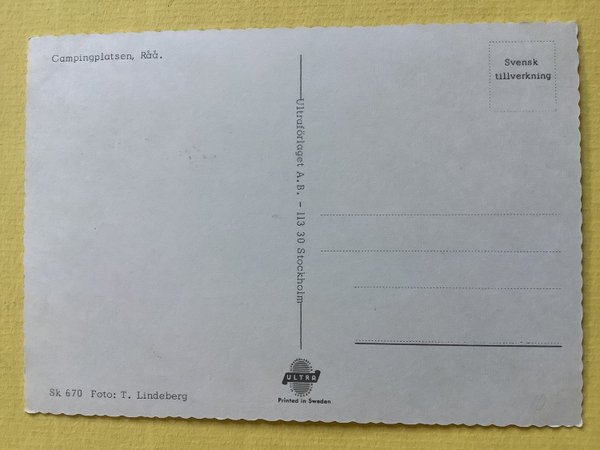 Campingplatsen, Råå.
Svensk
tillverkning
Ultraförlaget A.B. - 113 30 Stockholm
Sk 670 Foto: T. Lindeberg
ULTRA
Printed in Sweden